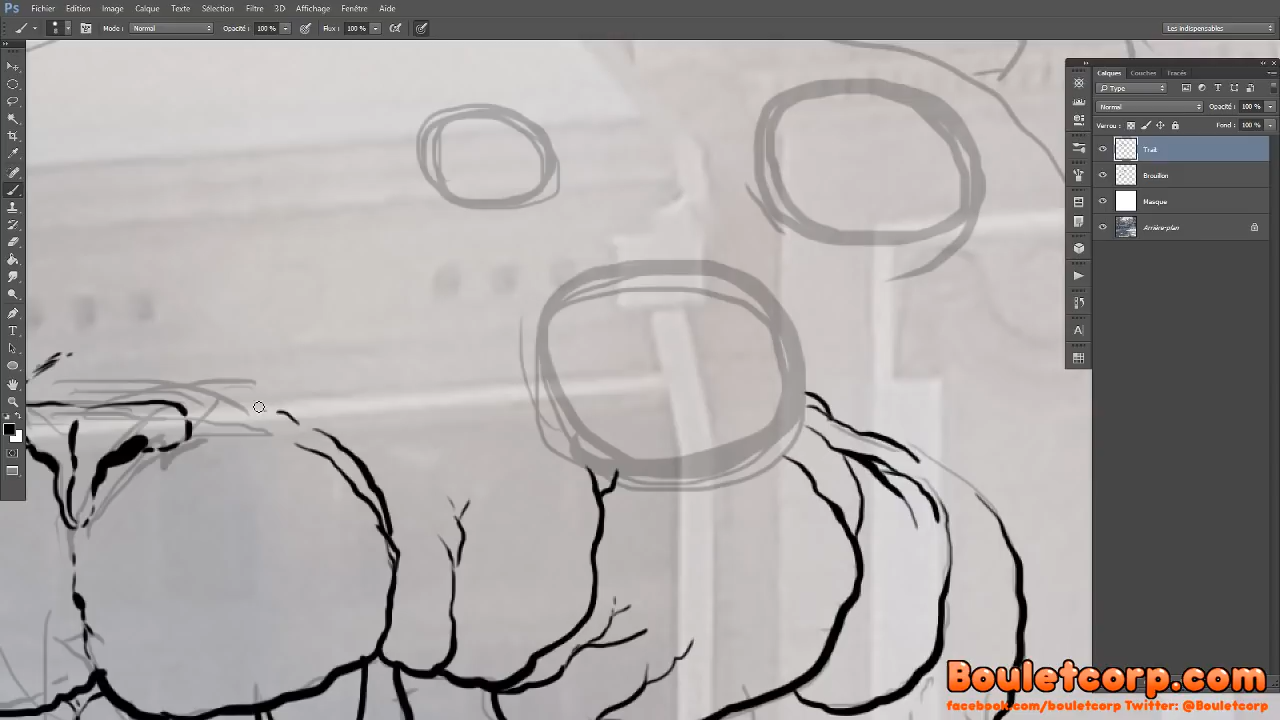 Ps Fichier Edition Image Calque Texte Sélection Filtre 3D Affichage Fenêtre Aide
Mode : Normal Opacité : 100 % Flux : 100 % Les indispensables
Calques Couches Tracés
Type
Normal Opacité : 100 %
Verrou : Fond : 100 %
Trait
Brouillon
Masque
Arrière-plan
Bouletcorp.com
facebook.com/bouletcorp Twitter: @Bouletcorp